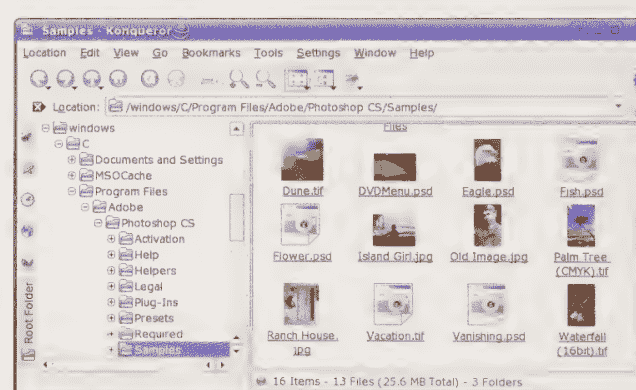 Samples - Konqueror
Location Edit View Go Bookmarks Tools Settings Window Help
Location: /windows/C/Program Files/Adobe/Photoshop CS/Samples/
windows
C
Documents and Settings
MSOCache
Program Files
Adobe
Photoshop CS
Activation
Help
Helpers
Legal
Plug-Ins
Presets
Required
Samples
Root Folder
Files
Dune.tif DVDMenu.psd Eagle.psd Fish.psd
Flower.psd Island Girl.jpg Old Image.jpg Palm Tree
(CMYK).tif
Ranch House. Vacation.tif Vanishing.psd Waterfall
jpg (16bit).tif
16 Items - 13 Files (25.6 MB Total) - 3 Folders